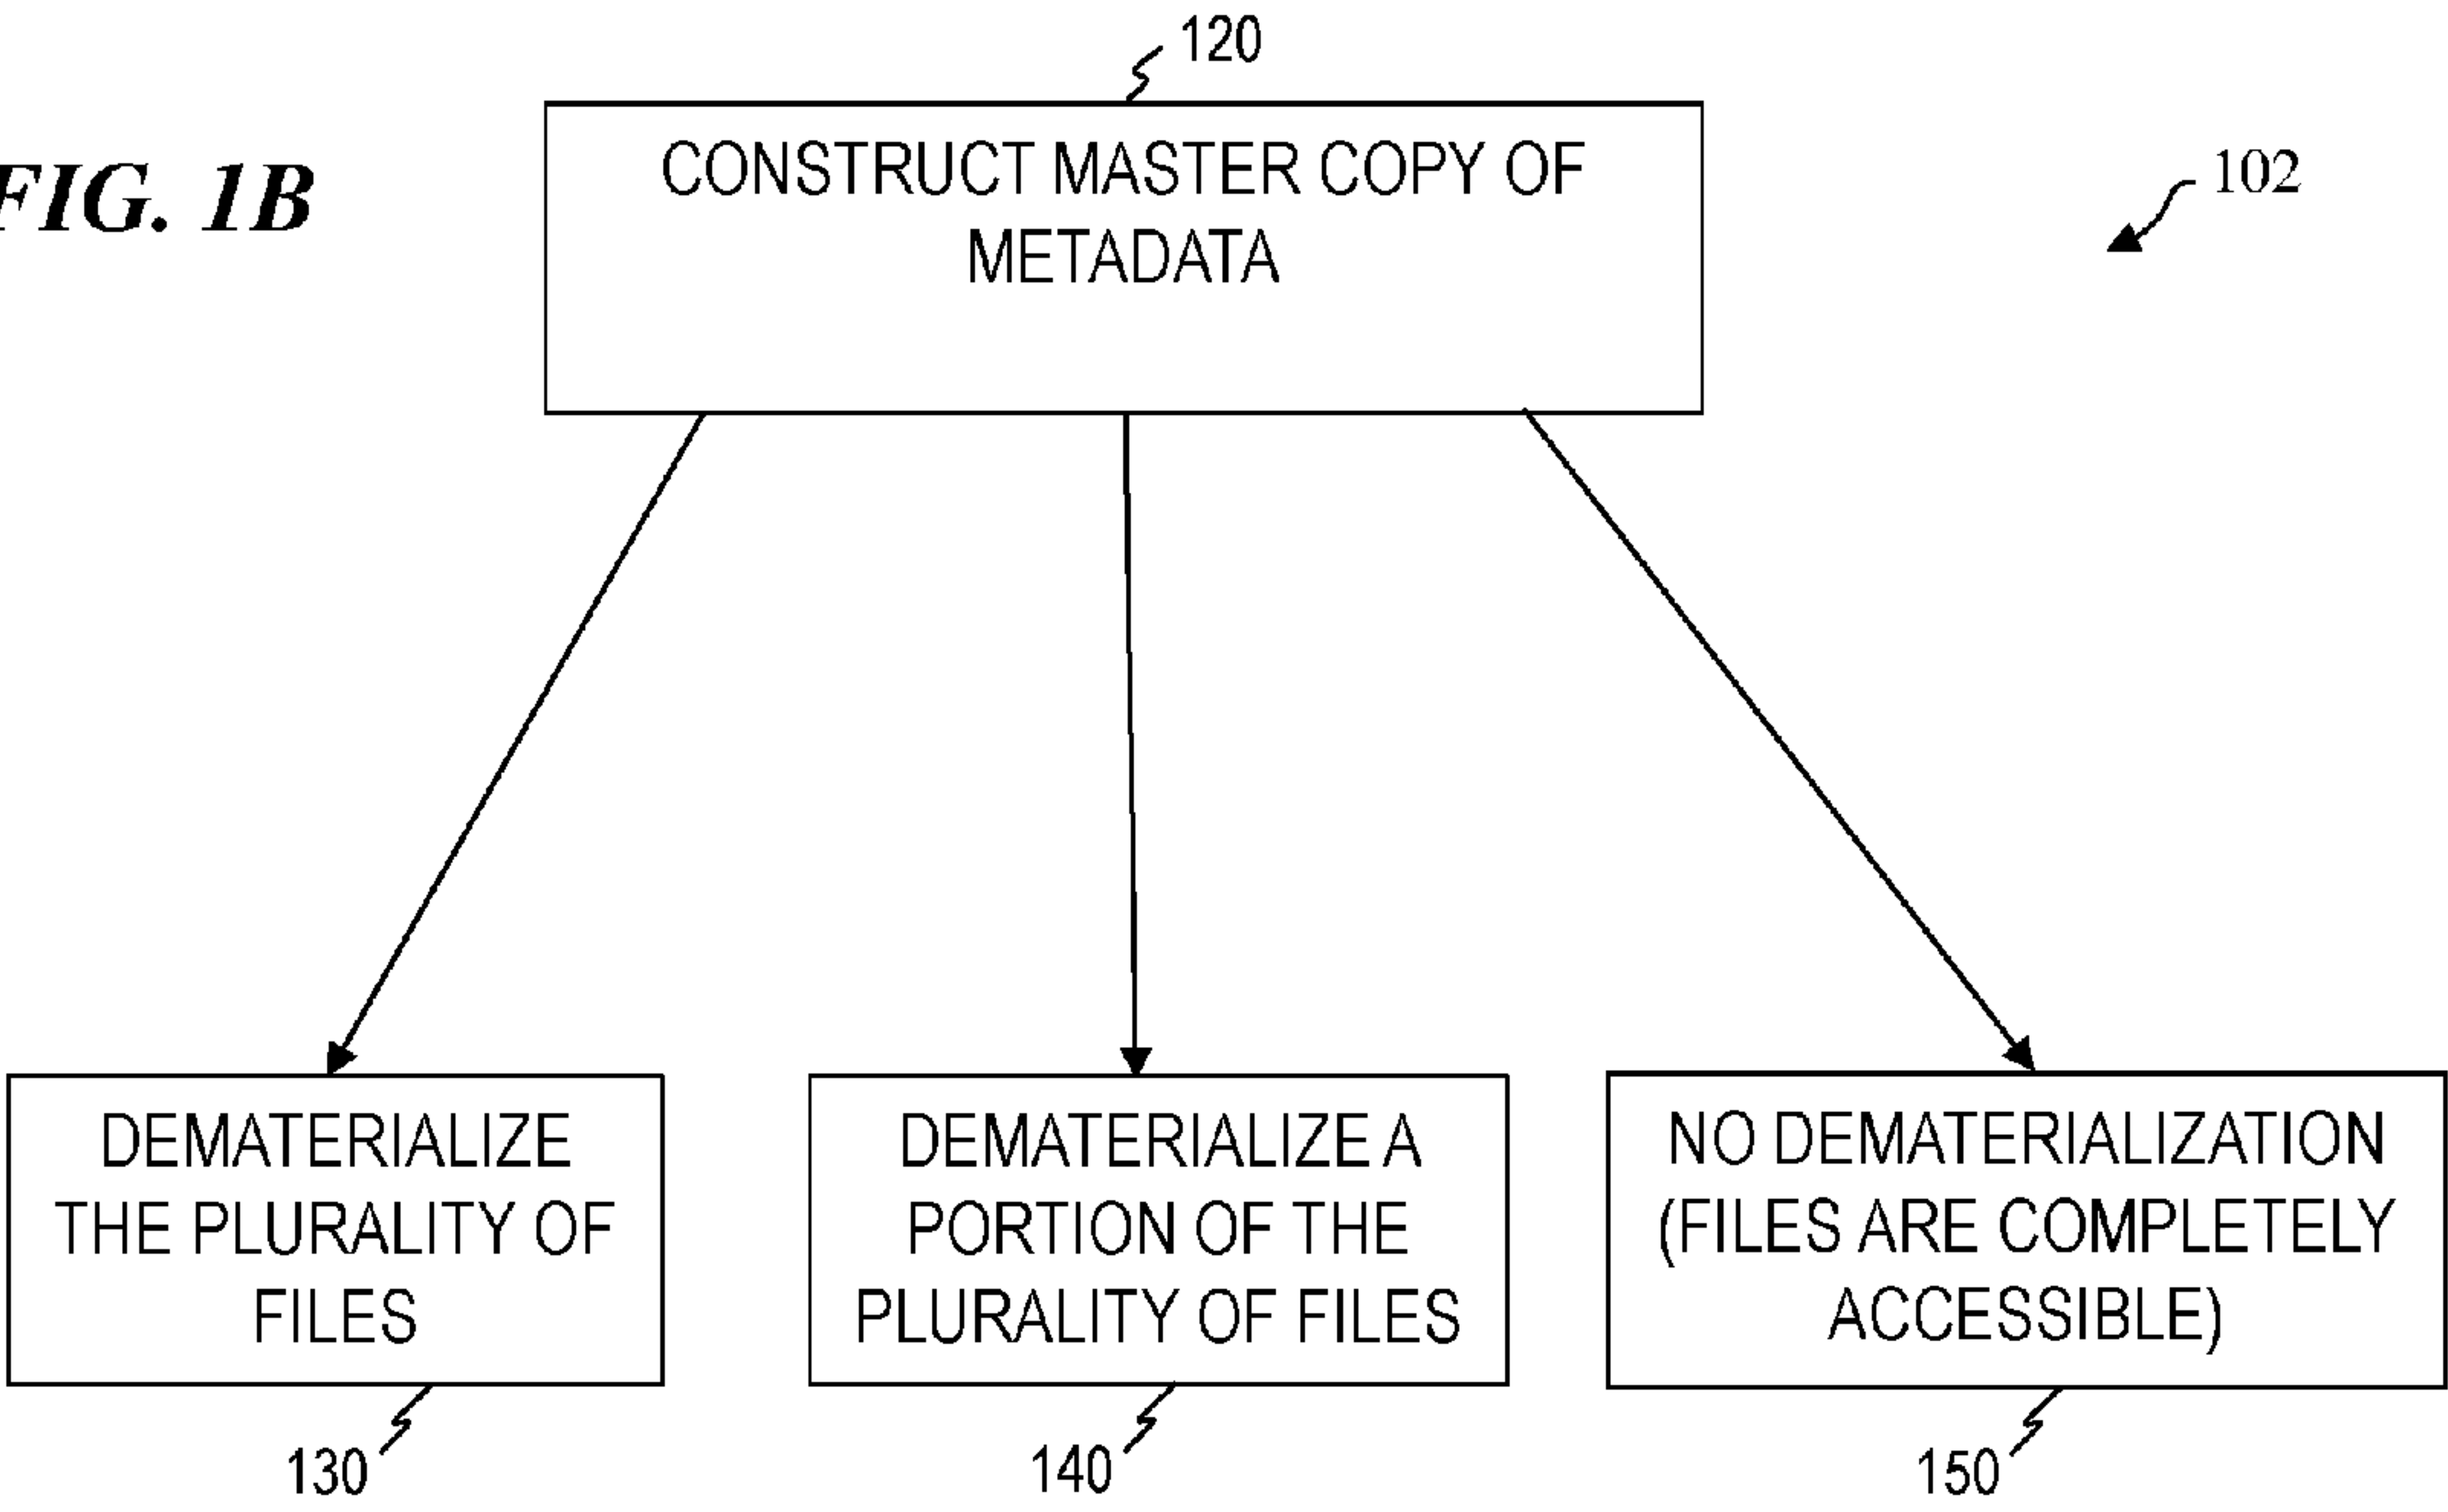 120
FIG. 1B
CONSTRUCT MASTER COPY OF
METADATA
102
DEMATERIALIZE
THE PLURALITY OF
FILES
DEMATERIALIZE A
PORTION OF THE
PLURALITY OF FILES
NO DEMATERIALIZATION
(FILES ARE COMPLETELY
ACCESSIBLE)
130
140
150